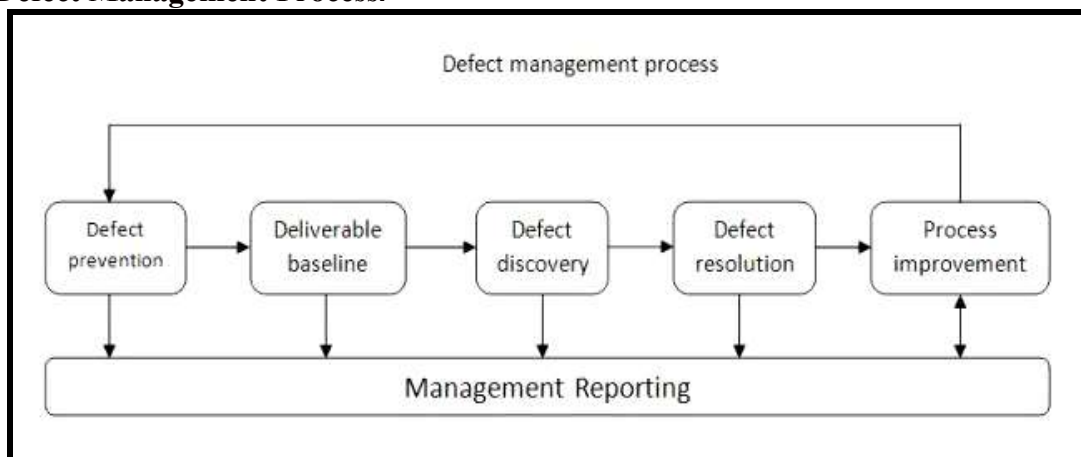 Defect Management Process:
Defect management process
Defect
prevention
Deliverable
baseline
Defect
discovery
Defect
resolution
Process
improvement
Management Reporting